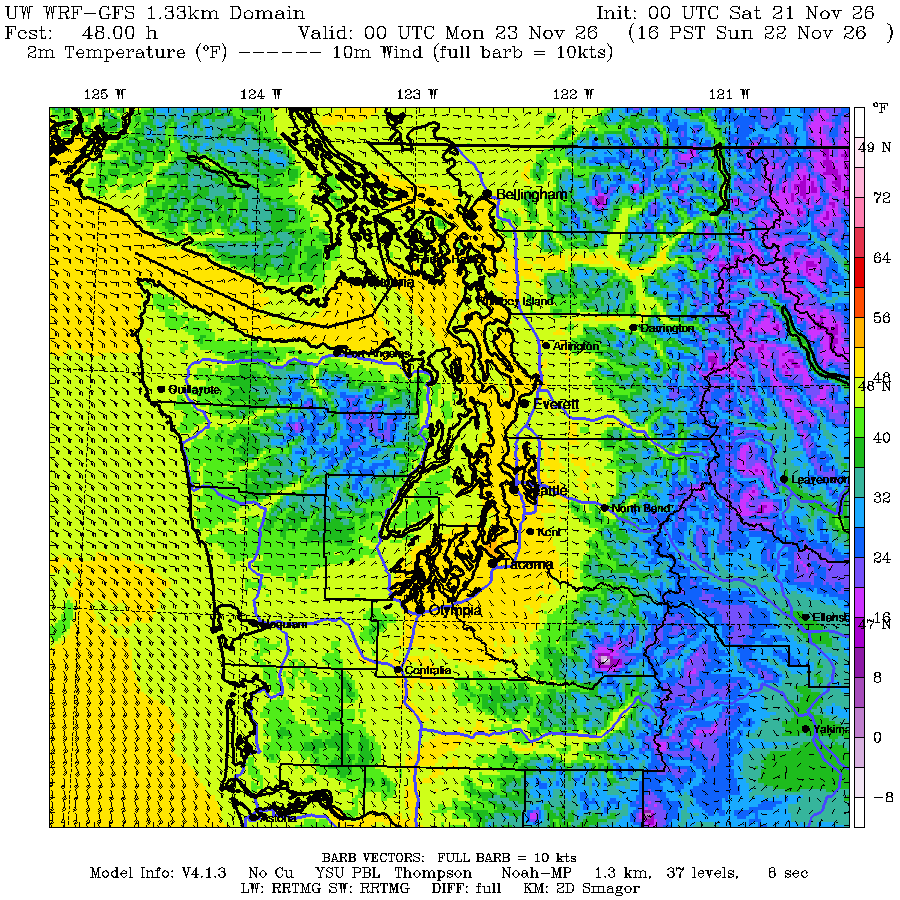 UW WRF-GFS 1.33km Domain Init: 00 UTC Sat 21 Nov 26
Fcst: 48.00 h Valid: 00 UTC Mon 23 Nov 26 (16 PST Sun 22 Nov 26 )
2m Temperature (°F) ------ 10m Wind (full barb = 10kts)
125 W 124 W 123 W 122 W 121 W
°F
49 N
72
Bellingham
64
Victoria
Island
56
Darrington
Arlington
Port Angeles
48
48 N
Quillayute
Everett
40
Leavenwor
Seattle
32
North Bend
Kent
24
Tacoma
Olympia
16
Ellens
47 N
Hoquiam
Centralia
8
Yakima
0
-8
Astoria
BARB VECTORS: FULL BARB = 10 kts
Model Info: V4.1.3 No Cu YSU PBL Thompson Noah-MP 1.3 km, 37 levels, 8 sec
LW: RRTMG SW: RRTMG DIFF: full KM: 2D Smagor